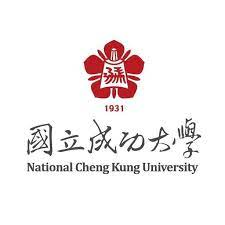 1931
國立成功大學
National Cheng Kung University